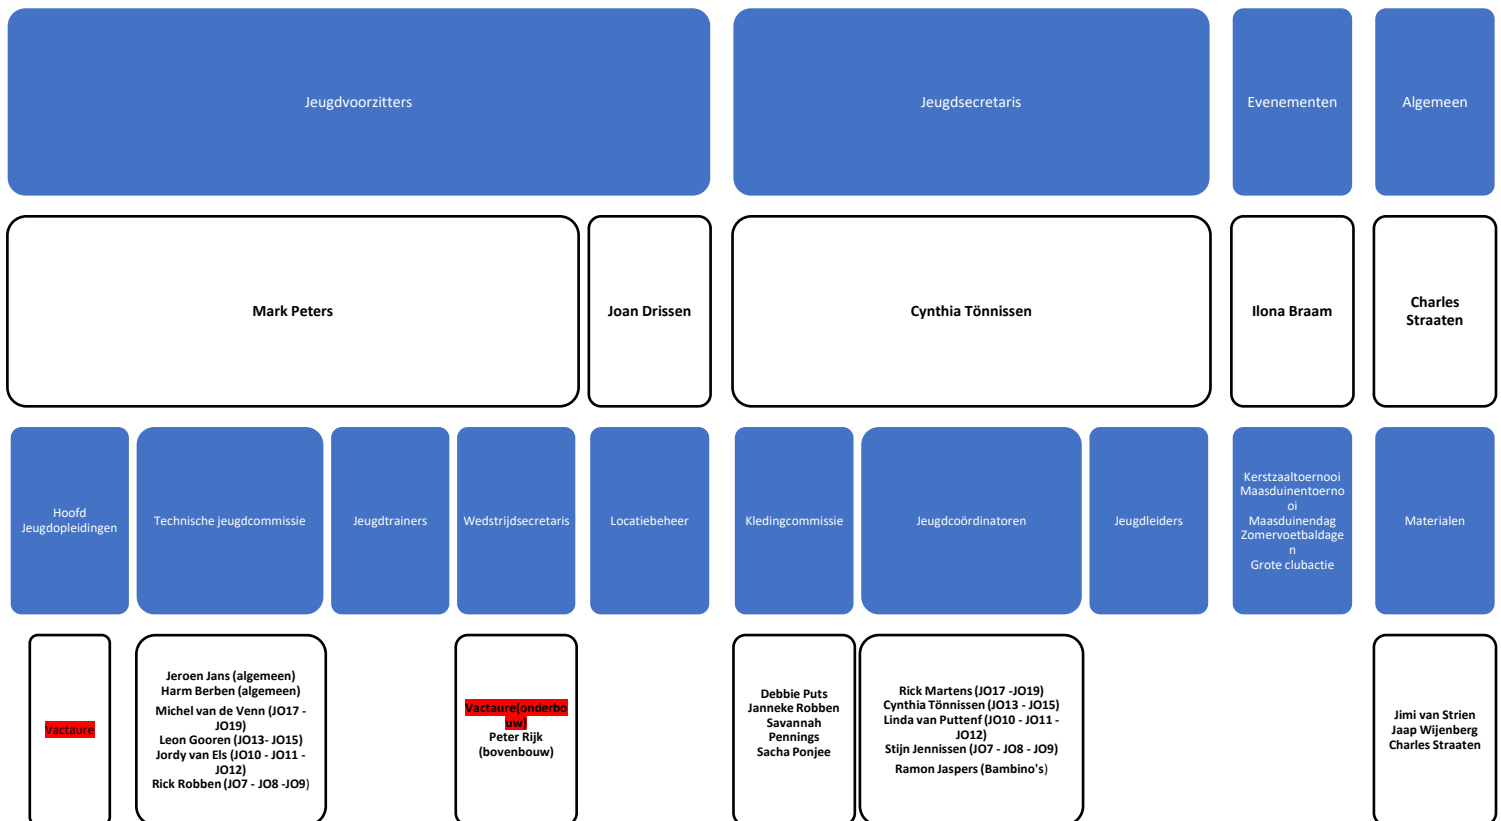 Jeugdvoorzitters
Jeugdsecretaris
Evenementen
Algemeen
Mark Peters
Joan Drissen
Cynthia Tönnissen
Ilona Braam
Charles
Straaten
Hoofd
Jeugdopleidingen
Technische jeugdcommissie
Jeugdtrainers
Wedstrijdsecretaris
Locatiebeheer
Kledingcommissie
Jeugdcoördinatoren
Jeugdleiders
Kerstzaaltoernooi
Maasduinentoerno
oi
Maasduinendag
Zomervoetbaldage
n
Grote clubactie
Materialen
Vactaure
Jeroen Jans (algemeen)
Harm Berben (algemeen)
Michel van de Venn (JO17 -
JO19)
Leon Gooren (JO13- JO15)
Jordy van Els (JO10 - JO11 -
JO12)
Rick Robben (JO7 - JO8 -JO9)
Vactaure(onderbo
uw)
Peter Rijk
(bovenbouw)
Debbie Puts
Janneke Robben
Savannah
Pennings
Sacha Ponjee
Rick Martens (JO17 -JO19)
Cynthia Tönnissen (JO13 - JO15)
Linda van Puttenf (JO10 - JO11 -
JO12)
Stijn Jennissen (JO7 - JO8 - JO9)
Ramon Jaspers (Bambino's)
Jimi van Strien
Jaap Wijenberg
Charles Straaten